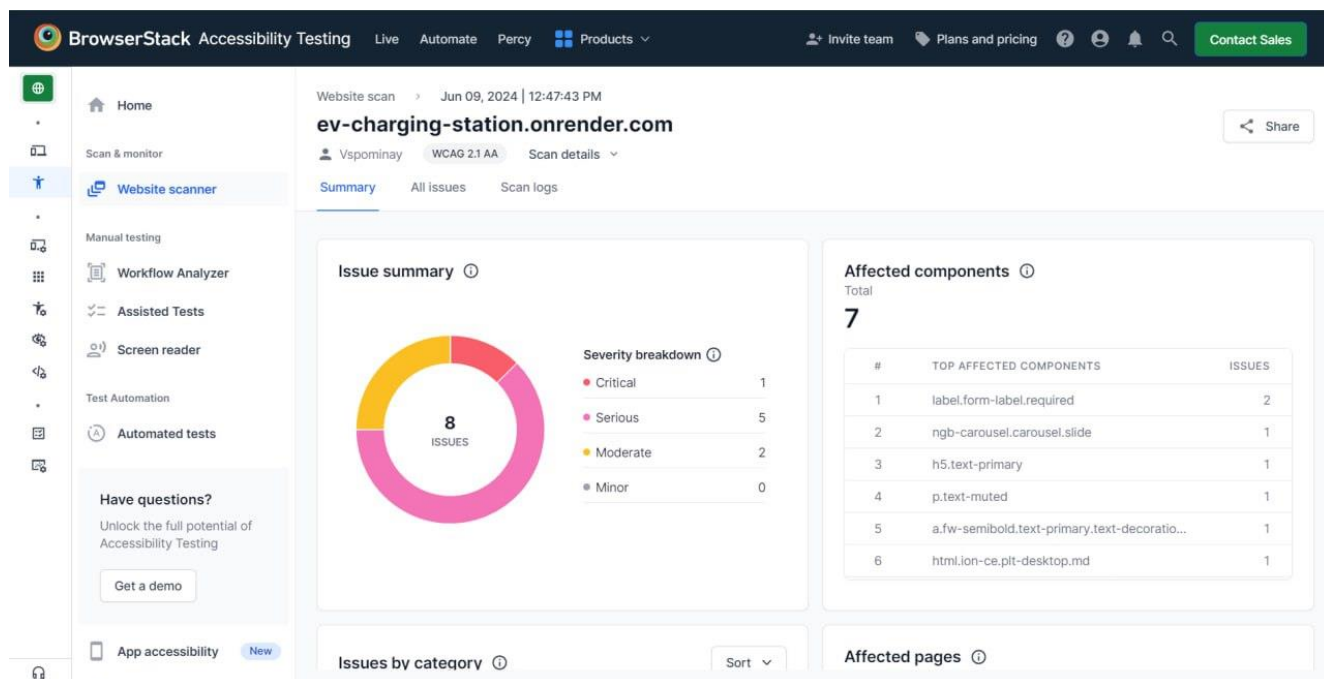 BrowserStack Accessibility Testing Live Automate Percy Products Invite team Plans and pricing Contact Sales
Home
Scan & monitor
Website scanner
Manual testing
Workflow Analyzer
Assisted Tests
Screen reader
Test Automation
Automated tests
Have questions?
Unlock the full potential of
Accessibility Testing
Get a demo
App accessibility New
Website scan > Jun 09, 2024 | 12:47:43 PM
ev-charging-station.onrender.com
Share
Vspominay WCAG 2.1 AA Scan details
Summary All issues Scan logs
Issue summary
8
ISSUES
Severity breakdown
Critical 1
Serious 5
Moderate 2
Minor 0
Affected components
Total
7
# TOP AFFECTED COMPONENTS ISSUES
1 label.form-label.required 2
2 ngb-carousel.carousel.slide 1
3 h5.text-primary 1
4 p.text-muted 1
5 a.fw-semibold.text-primary.text-decoratio... 1
6 html.ion-ce.plt-desktop.md 1
Issues by category Sort
Affected pages